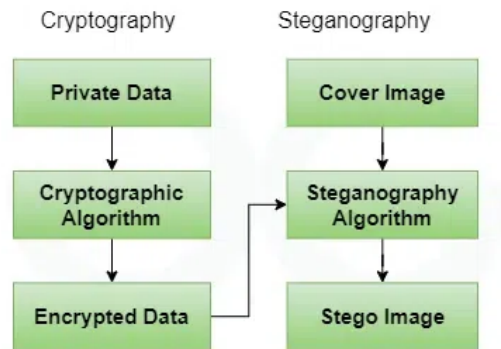 Cryptography
Steganography
Private Data
Cover Image
Cryptographic
Algorithm
Steganography
Algorithm
Encrypted Data
Stego Image